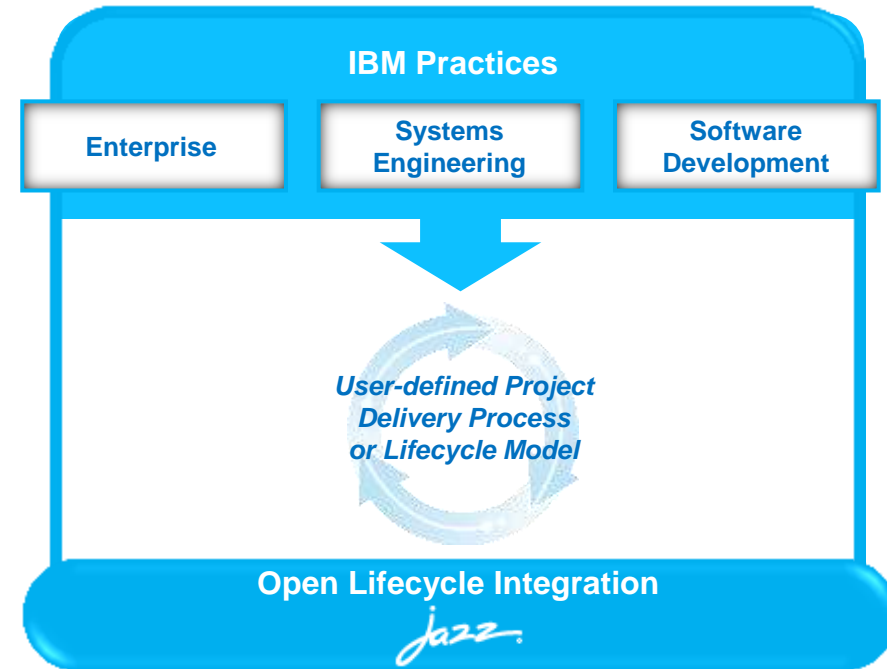 IBM Practices
Enterprise
Systems
Engineering
Software
Development
User-defined Project
Delivery Process
or Lifecycle Model
Open Lifecycle Integration
jazz